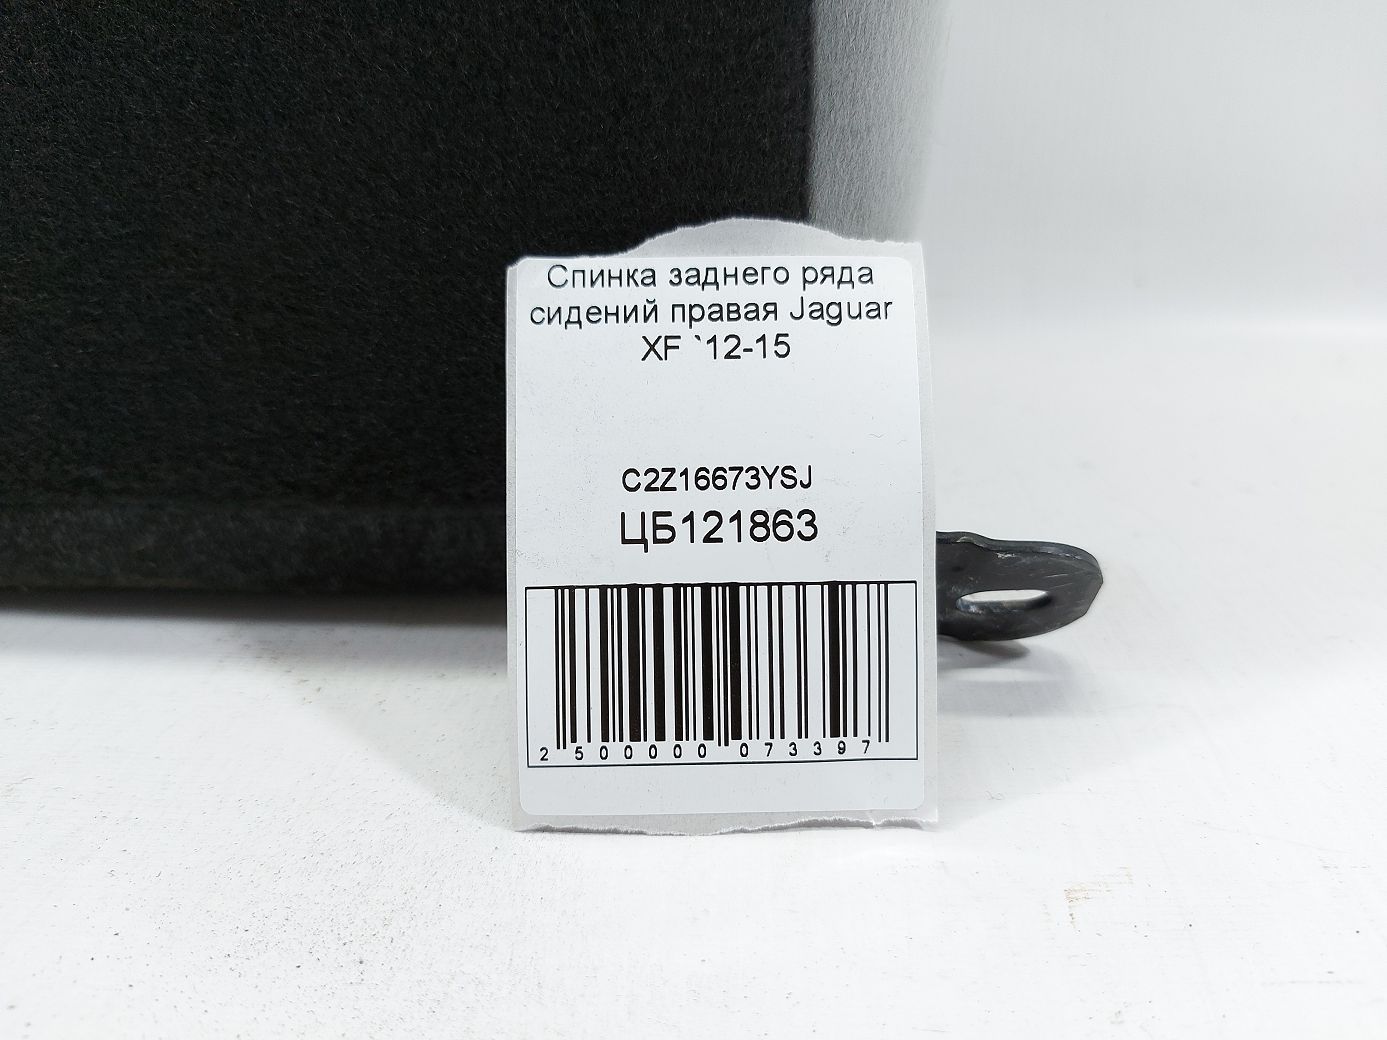 Спинка заднего ряда
сидений правая Jaguar
XF `12-15
C2Z16673YSJ
ЦБ121863
2 500000 073397